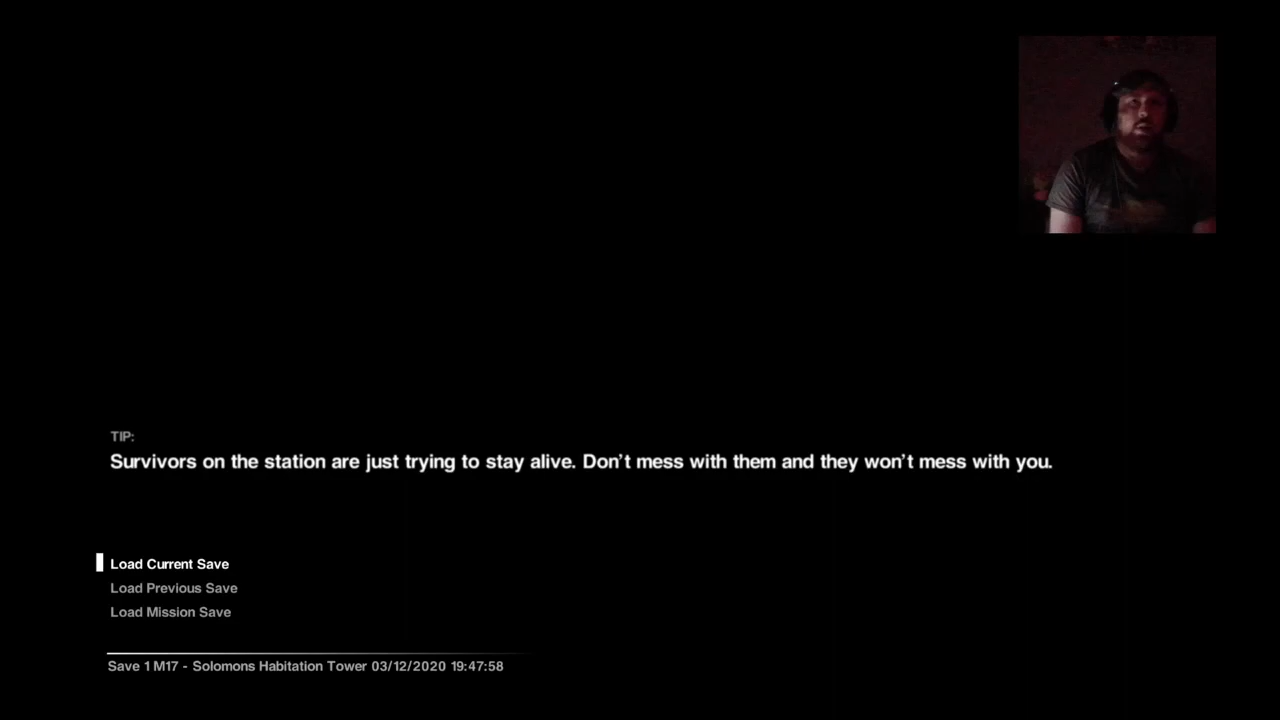 TIP:
Survivors on the station are just trying to stay alive. Don't mess with them and they won't mess with you.
Load Current Save
Load Previous Save
Load Mission Save
Save 1 M17 - Solomons Habitation Tower 03/12/2020 19:47:58